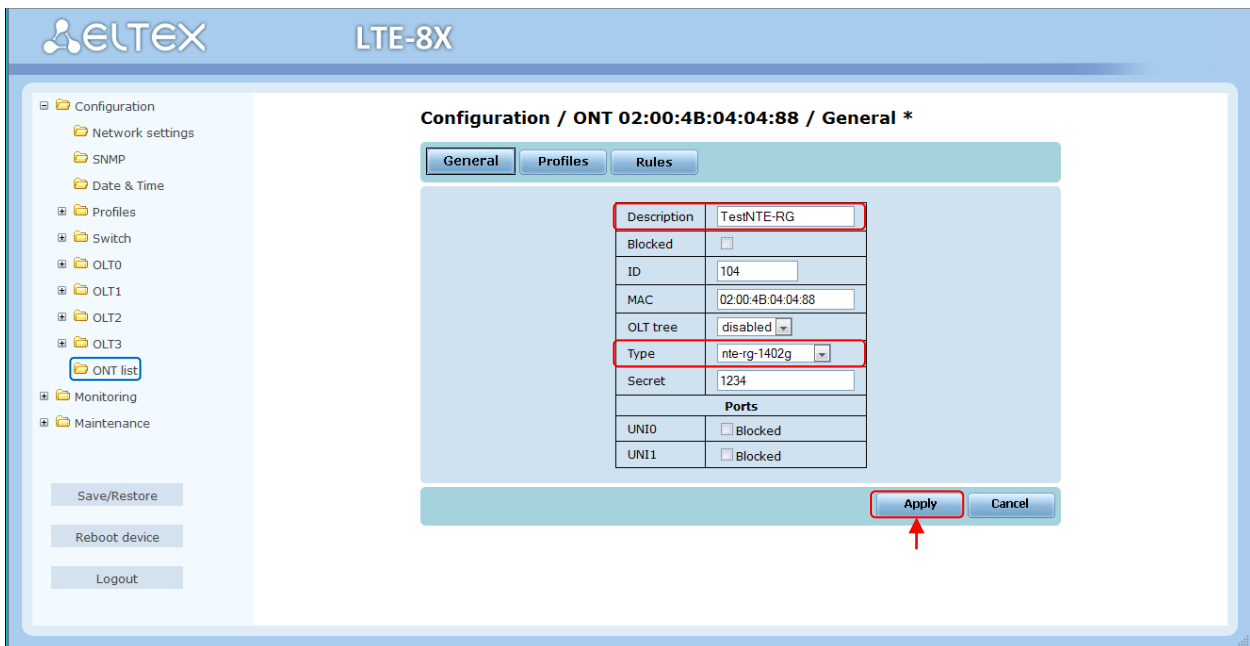 ELTEX LTE-8X
Configuration
Network settings
SNMP
Date & Time
Profiles
Switch
OLT0
OLT1
OLT2
OLT3
ONT list
Monitoring
Maintenance
Save/Restore
Reboot device
Logout
Configuration / ONT 02:00:4B:04:04:88 / General *
General Profiles Rules
Description TestNTE-RG
Blocked
ID 104
MAC 02:00:4B:04:04:88
OLT tree disabled
Type nte-rg-1402g
Secret 1234
Ports
UNI0 Blocked
UNI1 Blocked
Apply Cancel